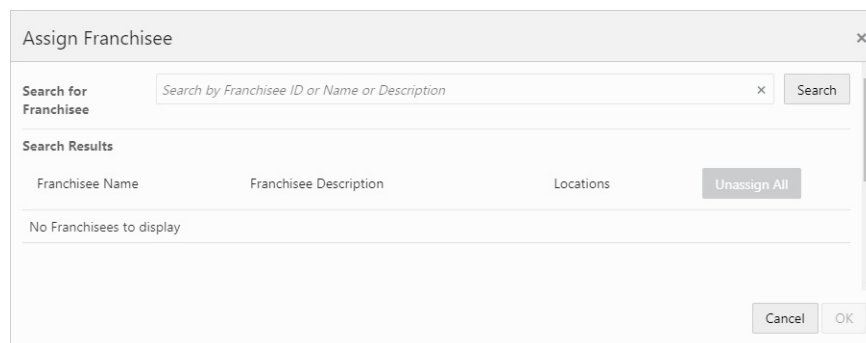 Assign Franchisee ×
Search for Franchisee
Search by Franchisee ID or Name or Description × Search
Search Results
Franchisee Name Franchisee Description Locations Unassign All
No Franchisees to display
Cancel OK